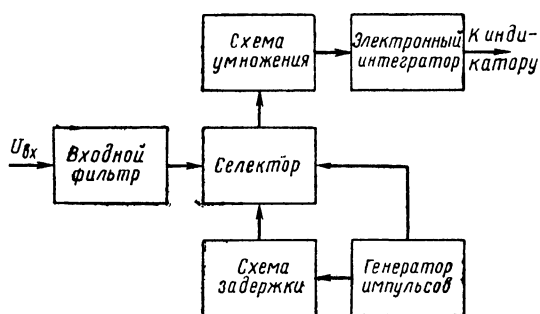 Схема
умножения
Электронный
интегратор
К инди-
катору
Uвх
Входной
фильтр
Селектор
Схема
задержки
Генератор
импульсов